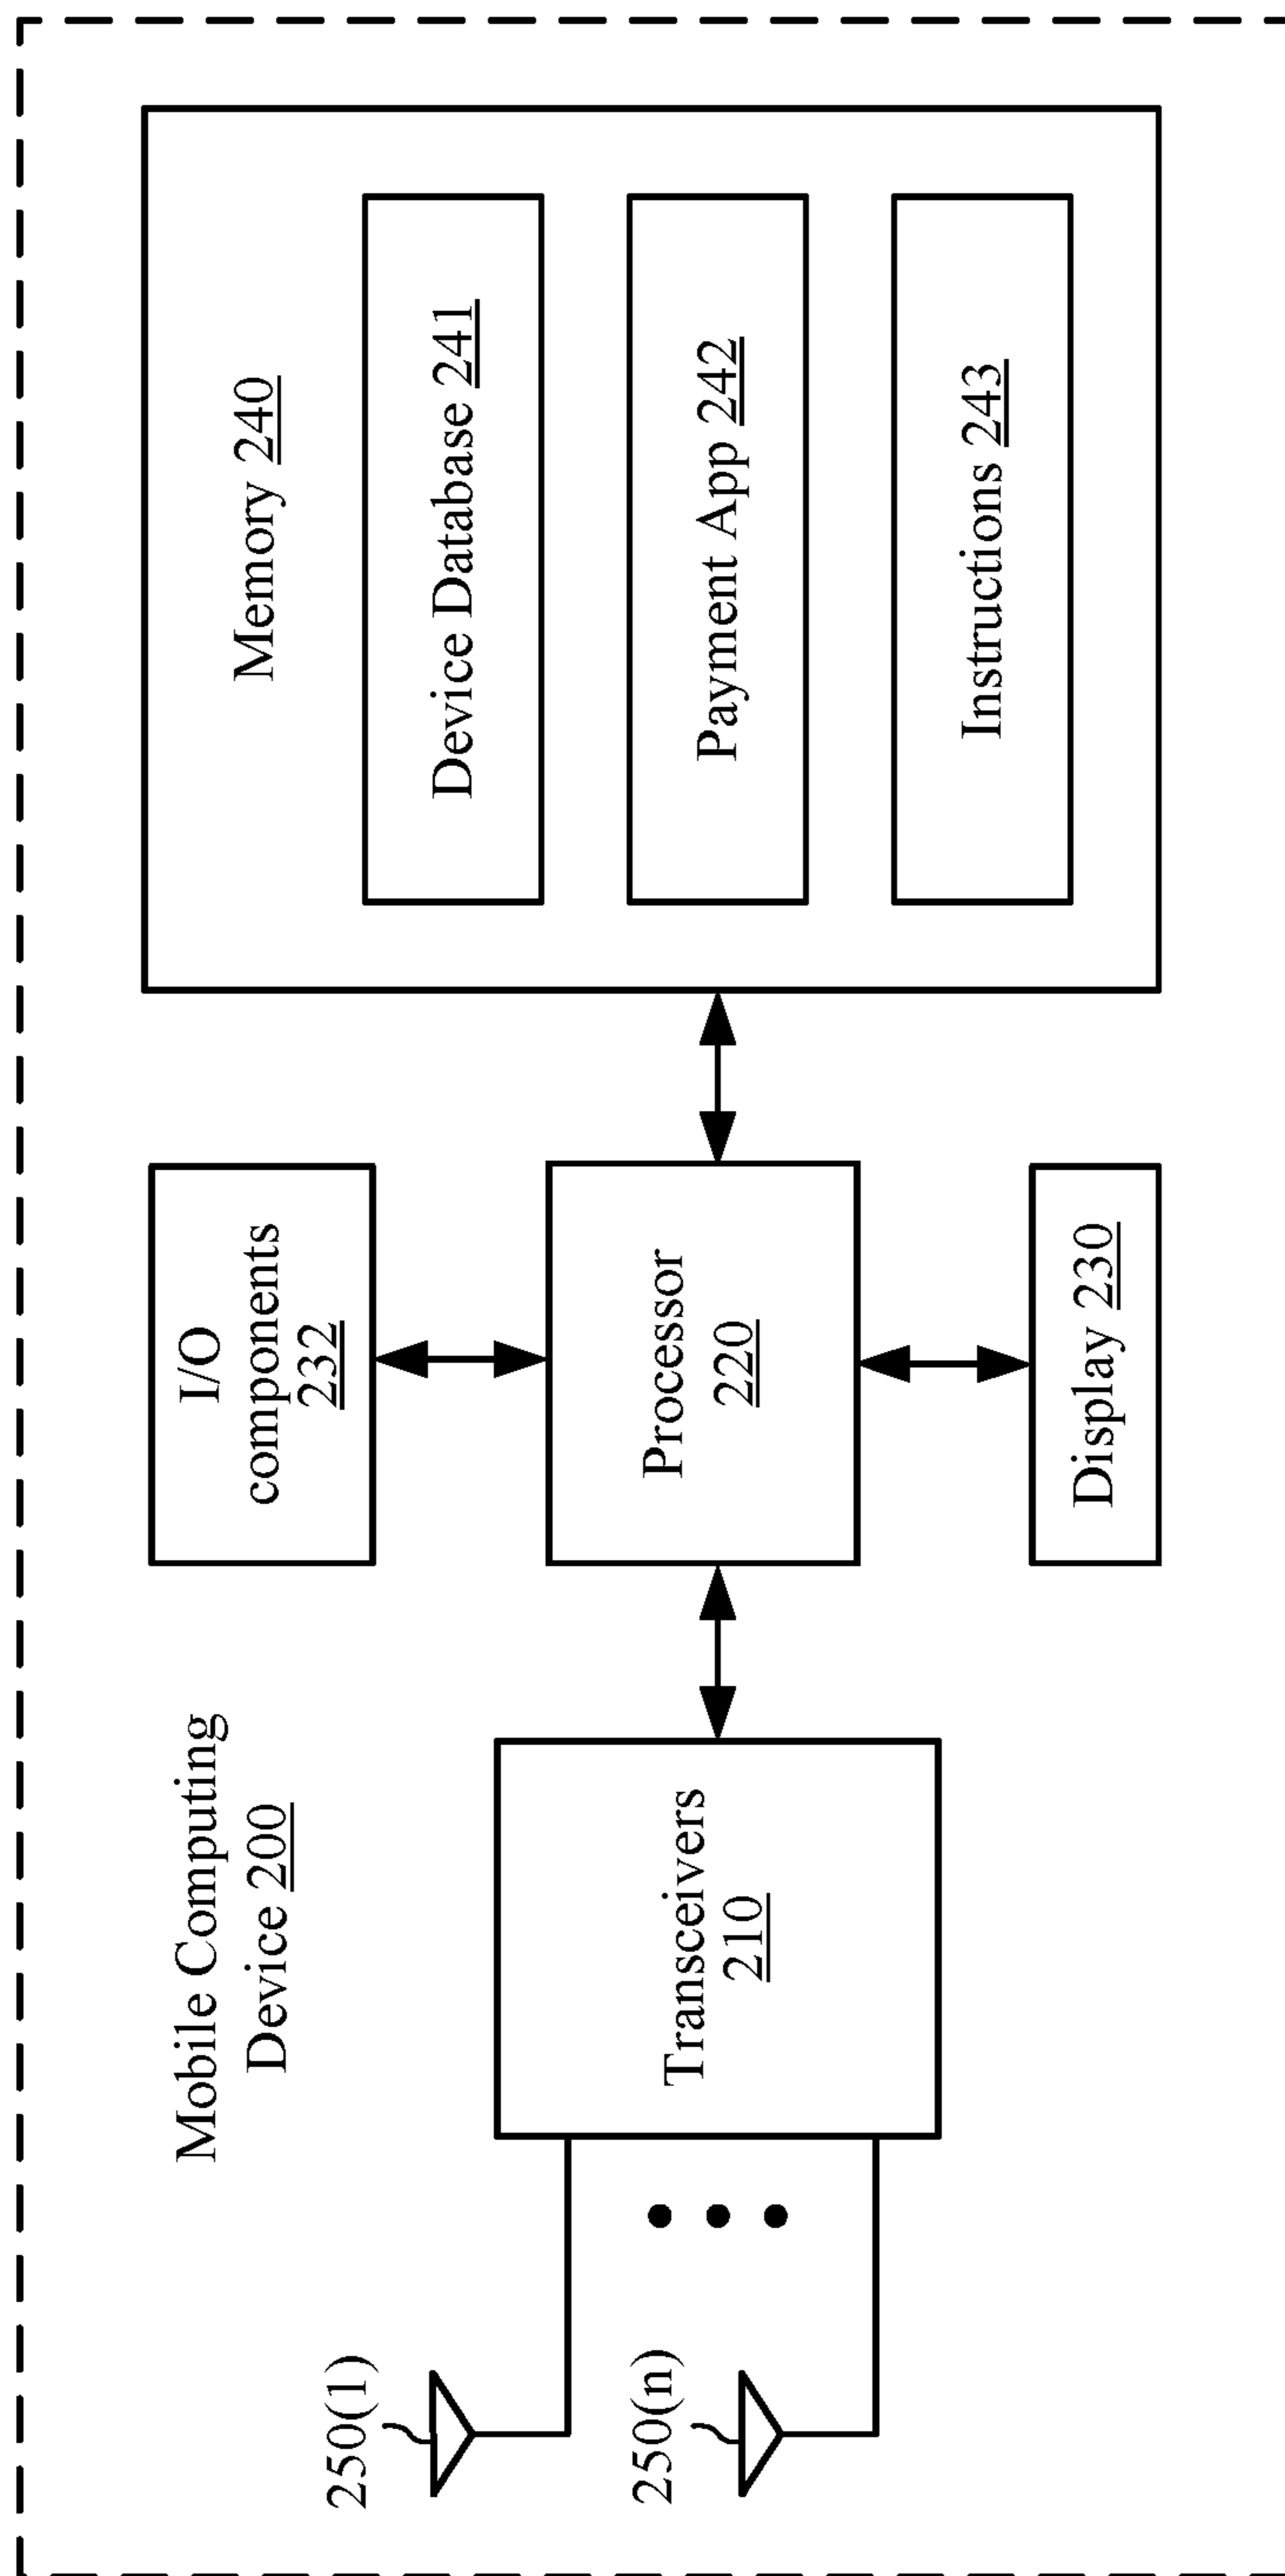 Mobile Computing
Device 200
250(1)
250(n)
Transceivers
210
I/O
components
232
Processor
220
Display 230
Memory 240
Device Database 241
Payment App 242
Instructions 243